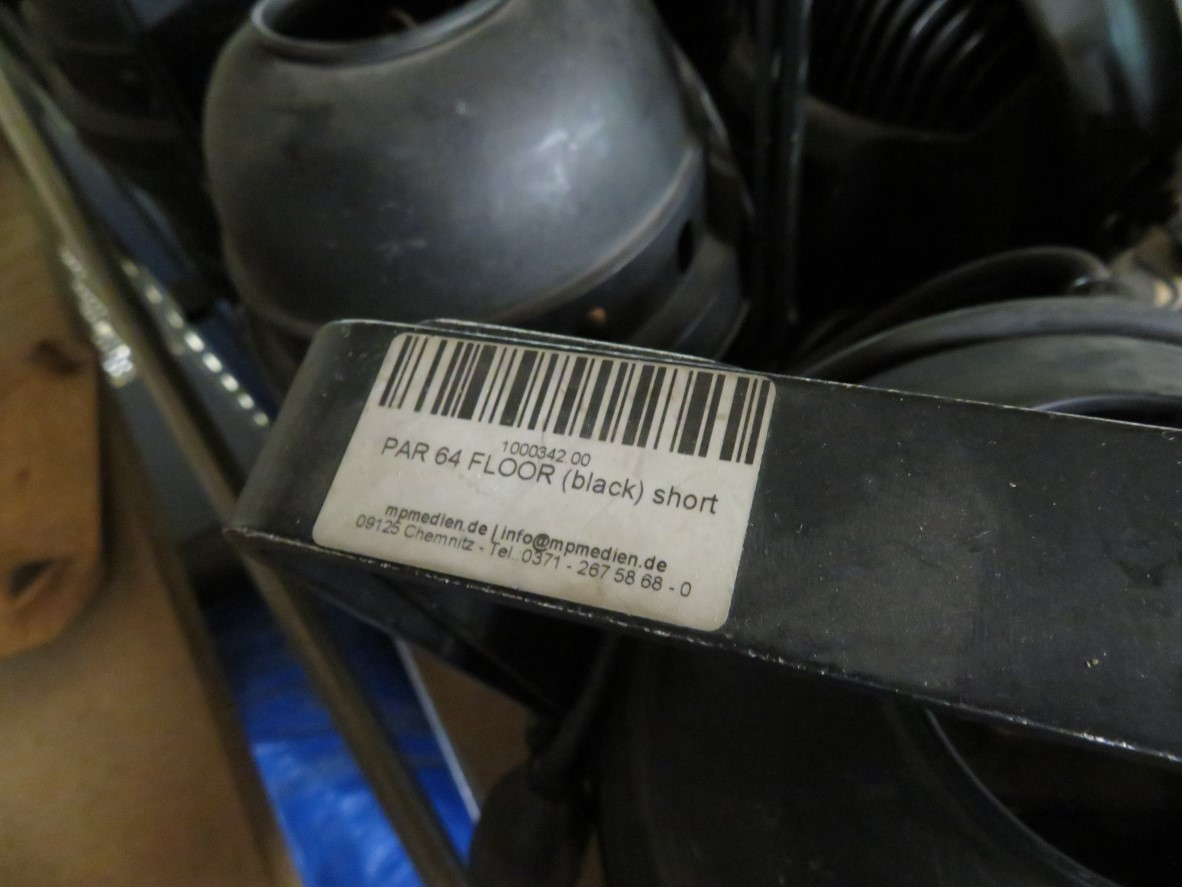 1000342.00
PAR 64 FLOOR (black) short
mpmedien.de | info@mpmedien.de
09125 Chemnitz - Tel. 0371 - 267 58 68 - 0